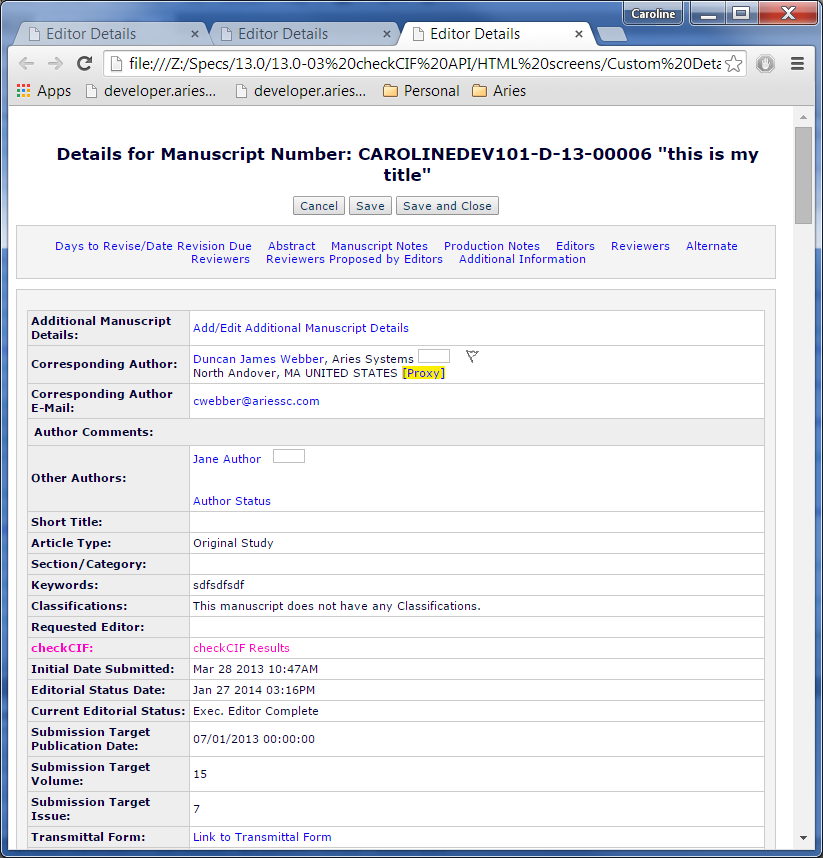 Caroline
Editor Details × Editor Details × Editor Details ×
file:///Z:/Specs/13.0/13.0-03%20checkCIF%20API/HTML%20screens/Custom%20Deta
Apps developer.aries... developer.aries... Personal Aries
Details for Manuscript Number: CAROLINEDEV101-D-13-00006 "this is my
title"
Cancel Save Save and Close
Days to Revise/Date Revision Due Abstract Manuscript Notes Production Notes Editors Reviewers Alternate
Reviewers Reviewers Proposed by Editors Additional Information
Additional Manuscript
Details: Add/Edit Additional Manuscript Details
Corresponding Author: Duncan James Webber, Aries Systems
North Andover, MA UNITED STATES [Proxy]
Corresponding Author
E-Mail: cwebber@ariessc.com
Author Comments:
Other Authors: Jane Author
Author Status
Short Title:
Article Type: Original Study
Section/Category:
Keywords: sdfsdfsdf
Classifications: This manuscript does not have any Classifications.
Requested Editor:
checkCIF: checkCIF Results
Initial Date Submitted: Mar 28 2013 10:47AM
Editorial Status Date: Jan 27 2014 03:16PM
Current Editorial Status: Exec. Editor Complete
Submission Target
Publication Date: 07/01/2013 00:00:00
Submission Target
Volume: 15
Submission Target
Issue: 7
Transmittal Form: Link to Transmittal Form